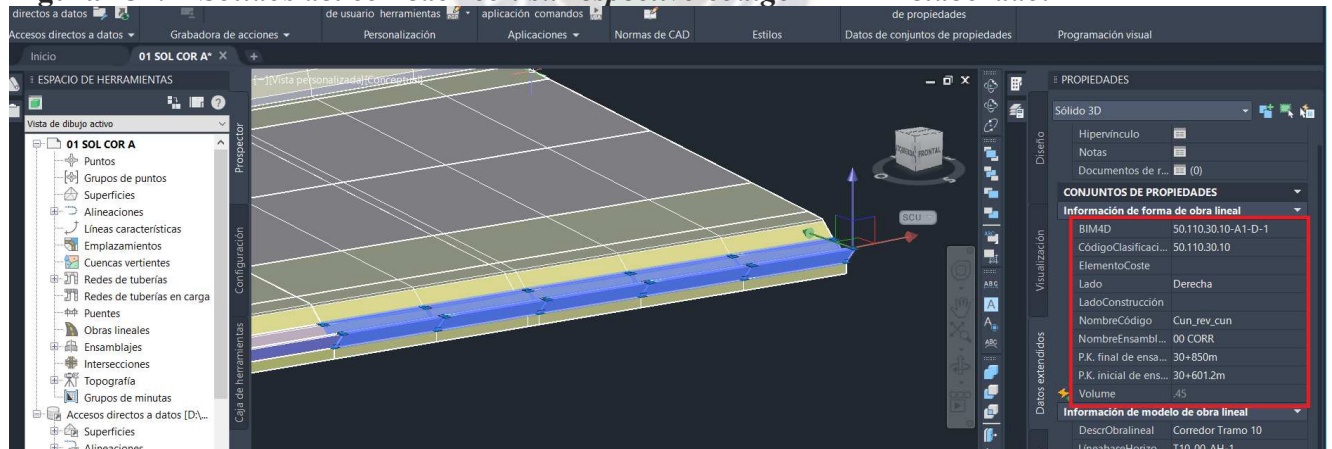 directos a datos
de usuario herramientas
aplicación comandos
de propiedades
Accesos directos a datos
Grabadora de acciones
Personalización
Aplicaciones
Normas de CAD
Estilos
Datos de conjuntos de propiedades
Programación visual
Inicio
01 SOL COR A*
ESPACIO DE HERRAMIENTAS
Vista de dibujo activo
01 SOL COR A
Puntos
Grupos de puntos
Superficies
Alineaciones
Líneas características
Emplazamientos
Cuencas vertientes
Redes de tuberías
Redes de tuberías en carga
Puentes
Obras lineales
Ensamblajes
Intersecciones
Topografía
Grupos de minutas
Accesos directos a datos [D:\...
Superficies
Alineaciones
Prospector
Configuración
Caja de herramientas
[−][Vista personalizada][Conceptual]
FRONTAL
SCU
PROPIEDADES
Sólido 3D
Diseño
Visualización
Datos extendidos
Hipervínculo
Notas
Documentos de r... (0)
CONJUNTOS DE PROPIEDADES
Información de forma de obra lineal
BIM4D 50.110.30.10-A1-D-1
CódigoClasificaci... 50.110.30.10
ElementoCoste
Lado Derecha
LadoConstrucción
NombreCódigo Cun_rev_cun
NombreEnsambl... 00 CORR
P.K. final de ensa... 30+850m
P.K. inicial de ens... 30+601.2m
Volume .45
Información de modelo de obra lineal
DescrObralineal Corredor Tramo 10
LíneabaseHorizo... T10_00_AH-1